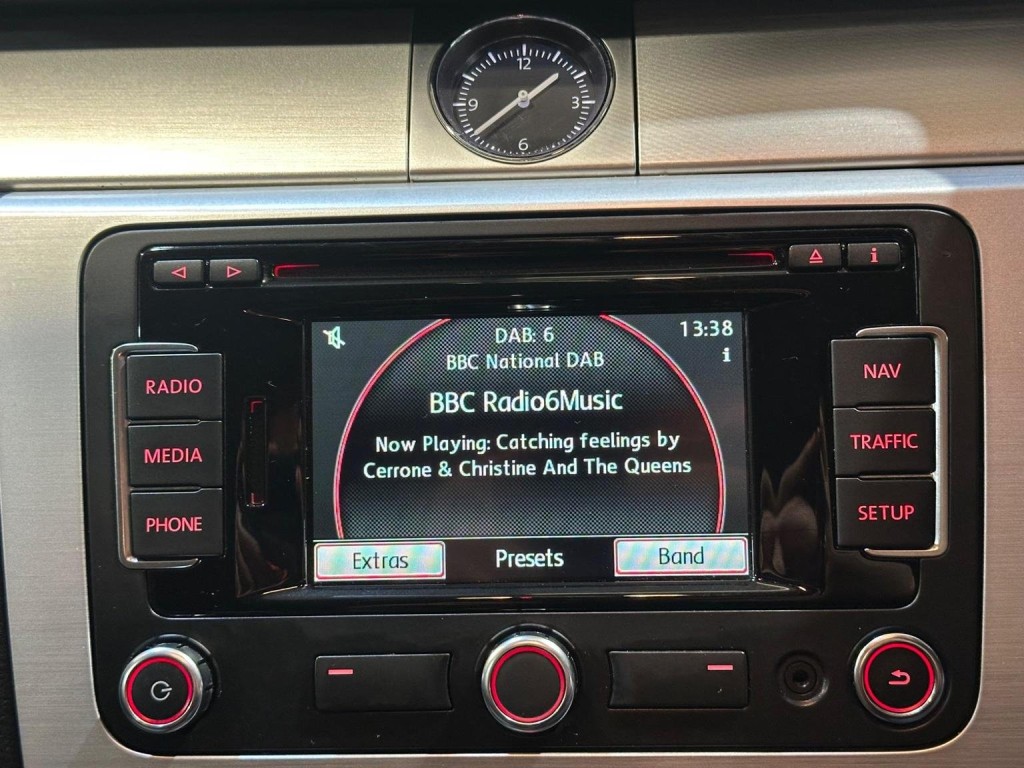 12
9
3
6
i
DAB: 6
13:38
BBC National DAB
i
BBC Radio6Music
Now Playing: Catching feelings by
Cerrone & Christine And The Queens
Extras
Presets
Band
RADIO
MEDIA
PHONE
NAV
TRAFFIC
SETUP